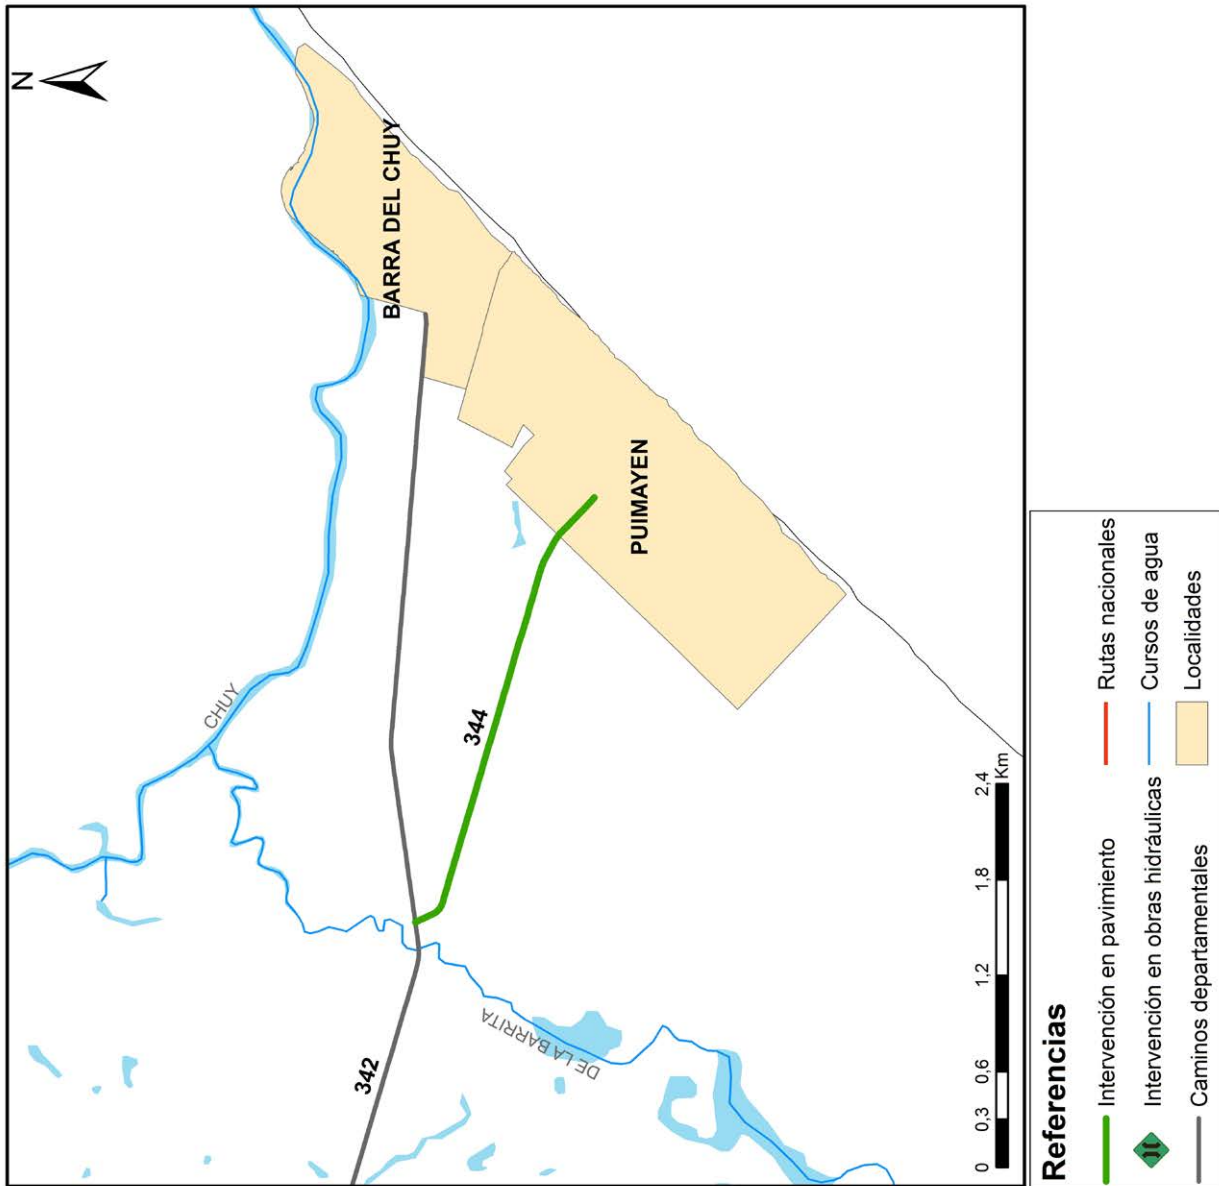 N
BARRA DEL CHUY
CHUY
PUIMAYEN
344
342
DE LA BARRITA
0 0,3 0,6 1,2 1,8 2,4
Km
Referencias
Intervención en pavimiento
Intervención en obras hidráulicas
Caminos departamentales
Rutas nacionales
Cursos de agua
Localidades